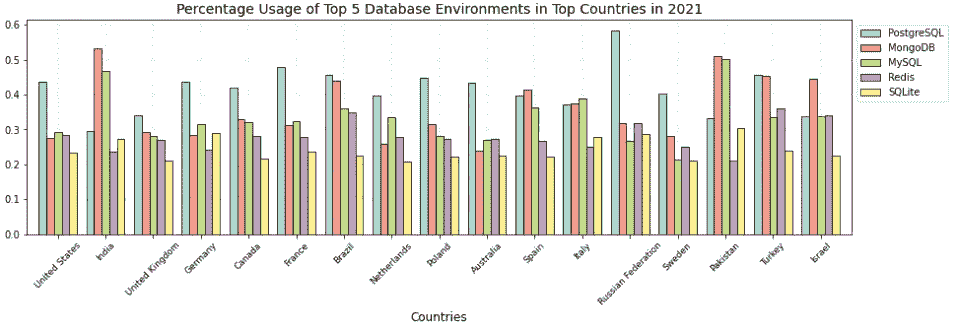 Percentage Usage of Top 5 Database Environments in Top Countries in 2021
0.6
0.5
0.4
0.3
0.2
0.1
0.0
PostgreSQL
MongoDB
MySQL
Redis
SQLite
United States
India
United Kingdom
Germany
Canada
France
Brazil
Netherlands
Poland
Australia
Spain
Italy
Russian Federation
Sweden
Pakistan
Turkey
Israel
Countries